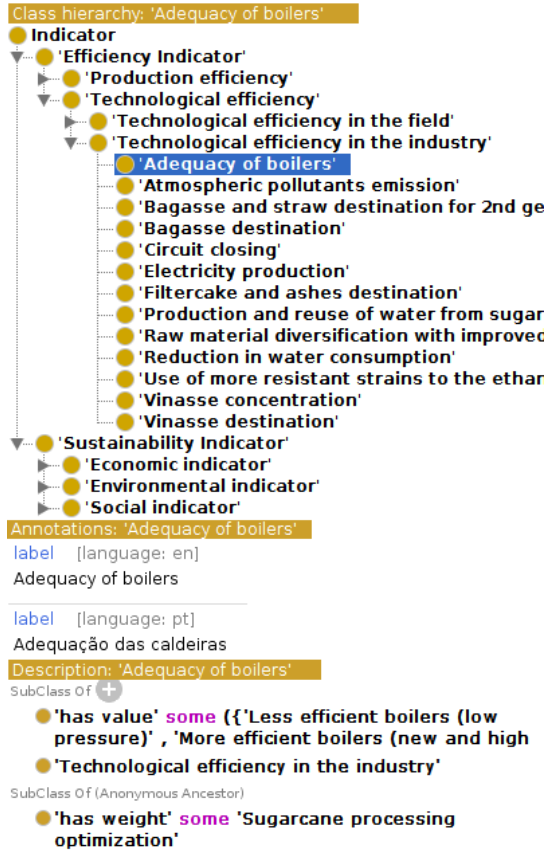 Class hierarchy: 'Adequacy of boilers'
Indicator
'Efficiency Indicator'
'Production efficiency'
'Technological efficiency'
'Technological efficiency in the field'
'Technological efficiency in the industry'
'Adequacy of boilers'
'Atmospheric pollutants emission'
'Bagasse and straw destination for 2nd ge
'Bagasse destination'
'Circuit closing'
'Electricity production'
'Filtercake and ashes destination'
'Production and reuse of water from sugar
'Raw material diversification with improved
'Reduction in water consumption'
'Use of more resistant strains to the ethan
'Vinasse concentration'
'Vinasse destination'
'Sustainability Indicator'
'Economic indicator'
'Environmental indicator'
'Social indicator'
Annotations: 'Adequacy of boilers'
label [language: en]
Adequacy of boilers
label [language: pt]
Adequação das caldeiras
Description: 'Adequacy of boilers'
SubClass Of
'has value' some ({'Less efficient boilers (low
pressure)' , 'More efficient boilers (new and high
'Technological efficiency in the industry'
SubClass Of (Anonymous Ancestor)
'has weight' some 'Sugarcane processing
optimization'